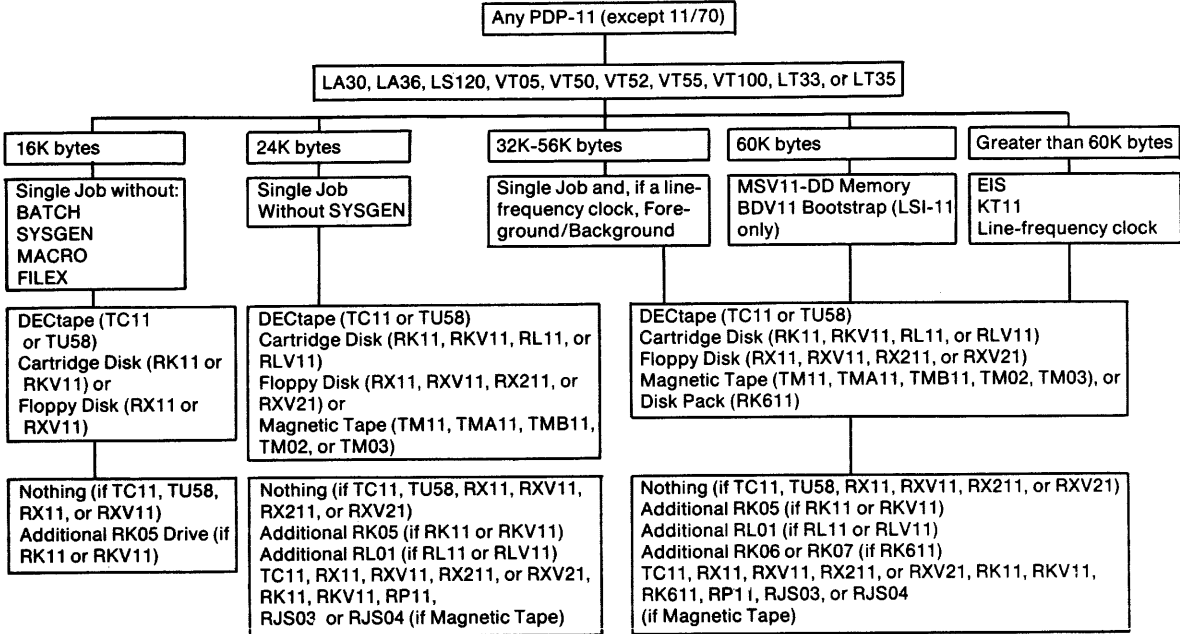 Any PDP-11 (except 11/70)
LA30, LA36, LS120, VT05, VT50, VT52, VT55, VT100, LT33, or LT35
16K bytes
Single Job without:
BATCH
SYSGEN
MACRO
FILEX
DECtape (TC11
or TU58)
Cartridge Disk (RK11 or
RKV11) or
Floppy Disk (RX11 or
RXV11)
Nothing (if TC11, TU58,
RX11, or RXV11)
Additional RK05 Drive (if
RK11 or RKV11)
24K bytes
Single Job
Without SYSGEN
DECtape (TC11 or TU58)
Cartridge Disk (RK11, RKV11, RL11, or
RLV11)
Floppy Disk (RX11, RXV11, RX211, or
RXV21) or
Magnetic Tape (TM11, TMA11, TMB11,
TM02, or TM03)
Nothing (if TC11, TU58, RX11, RXV11,
RX211, or RXV21)
Additional RK05 (if RK11 or RKV11)
Additional RL01 (if RL11 or RLV11)
TC11, RX11, RXV11, RX211, or RXV21,
RK11, RKV11, RP11,
RJS03 or RJS04 (if Magnetic Tape)
32K-56K bytes
Single Job and, if a line-
frequency clock, Fore-
ground/Background
60K bytes
MSV11-DD Memory
BDV11 Bootstrap (LSI-11
only)
Greater than 60K bytes
EIS
KT11
Line-frequency clock
DECtape (TC11 or TU58)
Cartridge Disk (RK11, RKV11, RL11, or RLV11)
Floppy Disk (RX11, RXV11, RX211, or RXV21)
Magnetic Tape (TM11, TMA11, TMB11, TM02, TM03), or
Disk Pack (RK611)
Nothing (if TC11, TU58, RX11, RXV11, RX211, or RXV21)
Additional RK05 (if RK11 or RKV11)
Additional RL01 (if RL11 or RLV11)
Additional RK06 or RK07 (if RK611)
TC11, RX11, RXV11, RX211, or RXV21, RK11, RKV11,
RK611, RP11, RJS03, or RJS04
(if Magnetic Tape)